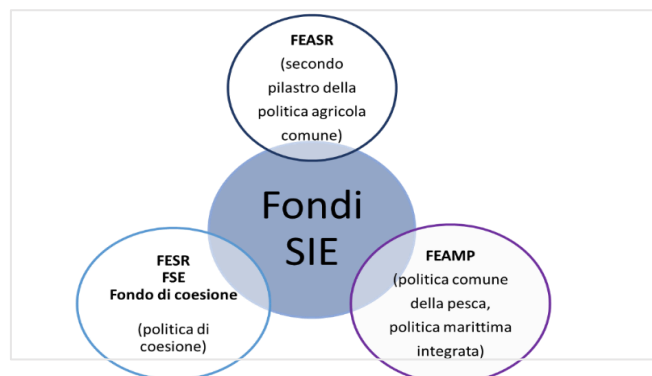 FEASR
(secondo
pilastro della
politica agricola
comune)
Fondi
SIE
FESR
FSE
Fondo di coesione
(politica di
coesione)
FEAMP
(politica comune
della pesca,
politica marittima
integrata)